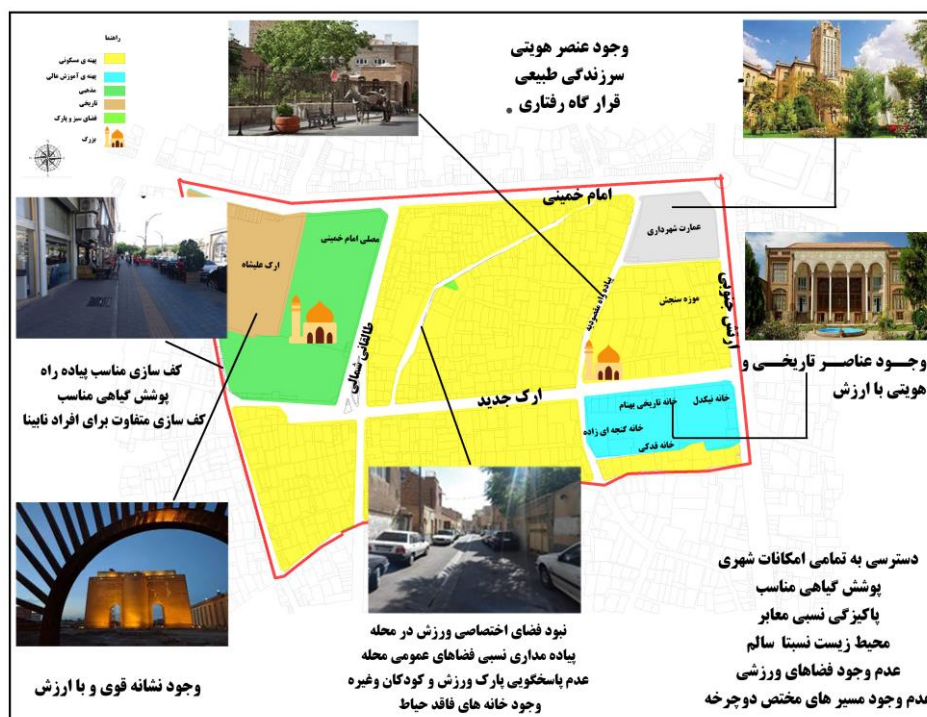 راهنما
پهنه ی مسکونی
پهنه ی آموزش عالی
مذهبی
تاریخی
فضای سبز و پارک
بزرک
وجود عنصر هویتی
سرزندگی طبیعی
قرار گاه رفتاری
امام خمینی
عمارت شهرداری
مصلی امام خمینی
ارک علیشاه
پیاده راه مقصودیه
موزه سنجش
ارتش جنوبی
طالقانی شمالی
ارک جدید
خانه نیکدل
خانه تاریخی بهنام
خانه گنجه ای زاده
خانه قدکی
وجود عناصر تاریخی و
هویتی با ارزش
کف سازی مناسب پیاده راه
پوشش گیاهی مناسب
کف سازی متفاوت برای افراد نابینا
وجود نشانه قوی و با ارزش
نبود فضای اختصاصی ورزش در محله
پیاده مداری نسبی فضاهای عمومی محله
عدم پاسخگویی پارک ورزش و کودکان وغیره
وجود خانه های فاقد حیاط
دسترسی به تمامی امکانات شهری
پوشش گیاهی مناسب
پاکیزگی نسبی معابر
محیط زیست نسبتا سالم
عدم وجود فضاهای ورزشی
عدم وجود مسیر های مختص دوچرخه